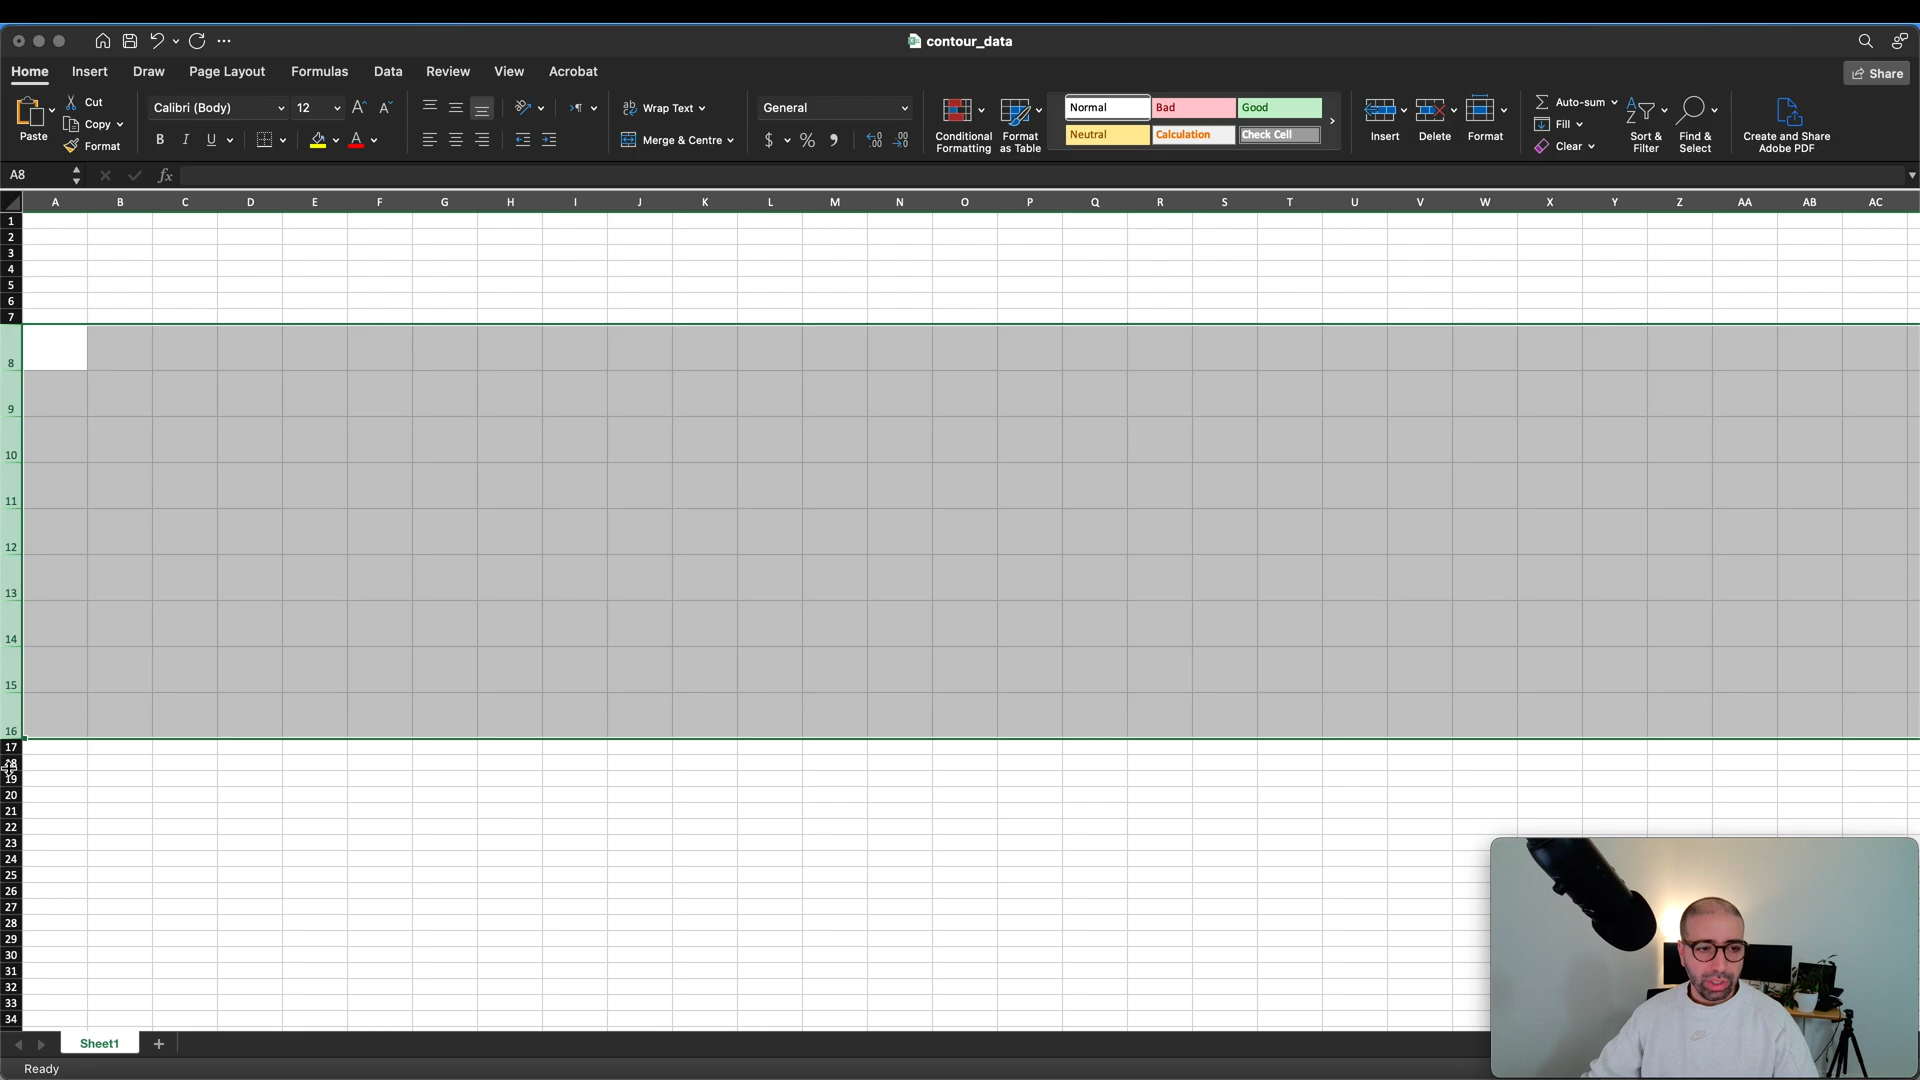 contour_data
Home Insert Draw Page Layout Formulas Data Review View Acrobat Share
Paste Cut Copy Format
Calibri (Body) 12
B I U A
Wrap Text
Merge & Centre
General
$ % 9
Conditional Formatting
Format as Table
Normal Bad Good
Neutral Calculation Check Cell
Insert Delete Format
Auto-sum
Fill
Clear
Sort & Filter
Find & Select
Create and Share Adobe PDF
A8 fx
A B C D E F G H I J K L M N O P Q R S T U V W X Y Z AA AB AC
1
2
3
4
5
6
7
8
9
10
11
12
13
14
15
16
17
18
19
20
21
22
23
24
25
26
27
28
29
30
31
32
33
34
Sheet1 +
Ready